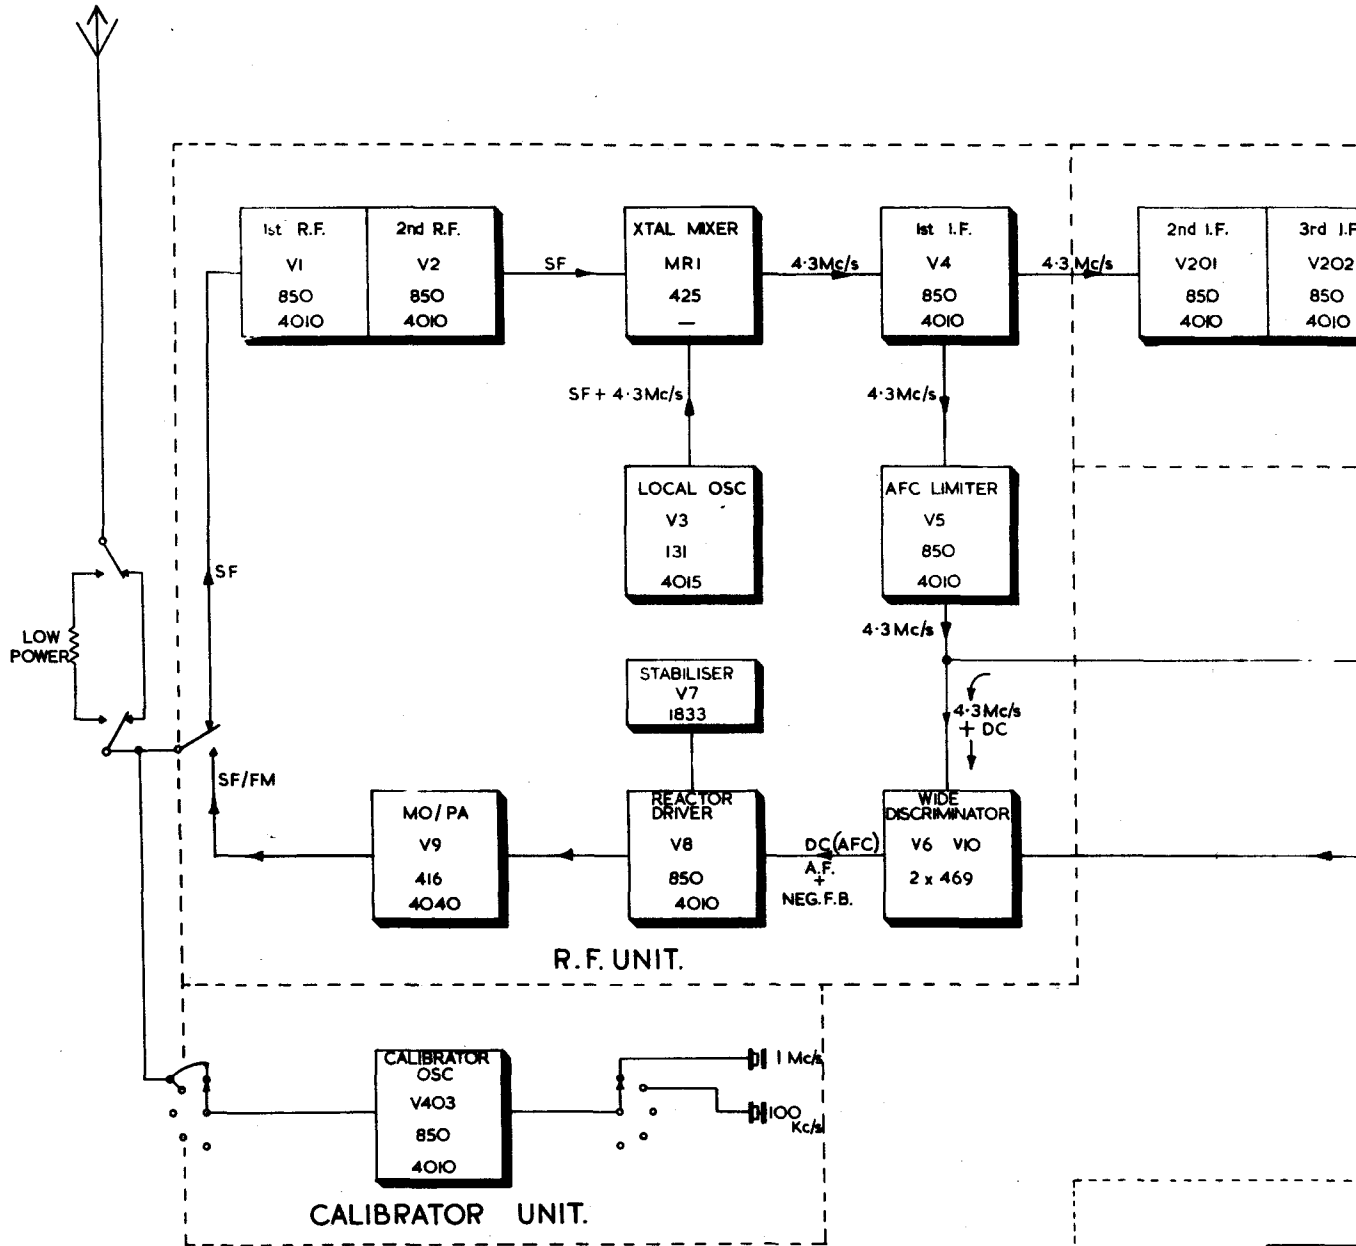 1st R.F.
V1
850
4010
2nd R.F.
V2
850
4010
SF
XTAL MIXER
MR1
425
—
4·3Mc/s
1st I.F.
V4
850
4010
4·3Mc/s
2nd I.F.
V201
850
4010
3rd I.F
V202
850
4010
SF + 4·3Mc/s
4·3Mc/s
LOCAL OSC
V3
131
4015
AFC LIMITER
V5
850
4010
SF
LOW
POWER
4·3Mc/s
STABILISER
V7
1833
4·3Mc/s
+ DC
SF/FM
MO/PA
V9
416
4040
REACTOR
DRIVER
V8
850
4010
DC(AFC)
A.F.
+
NEG.F.B.
WIDE
DISCRIMINATOR
V6 V10
2 x 469
R.F. UNIT.
CALIBRATOR
OSC
V403
850
4010
1 Mc/s
100
Kc/s
CALIBRATOR UNIT.